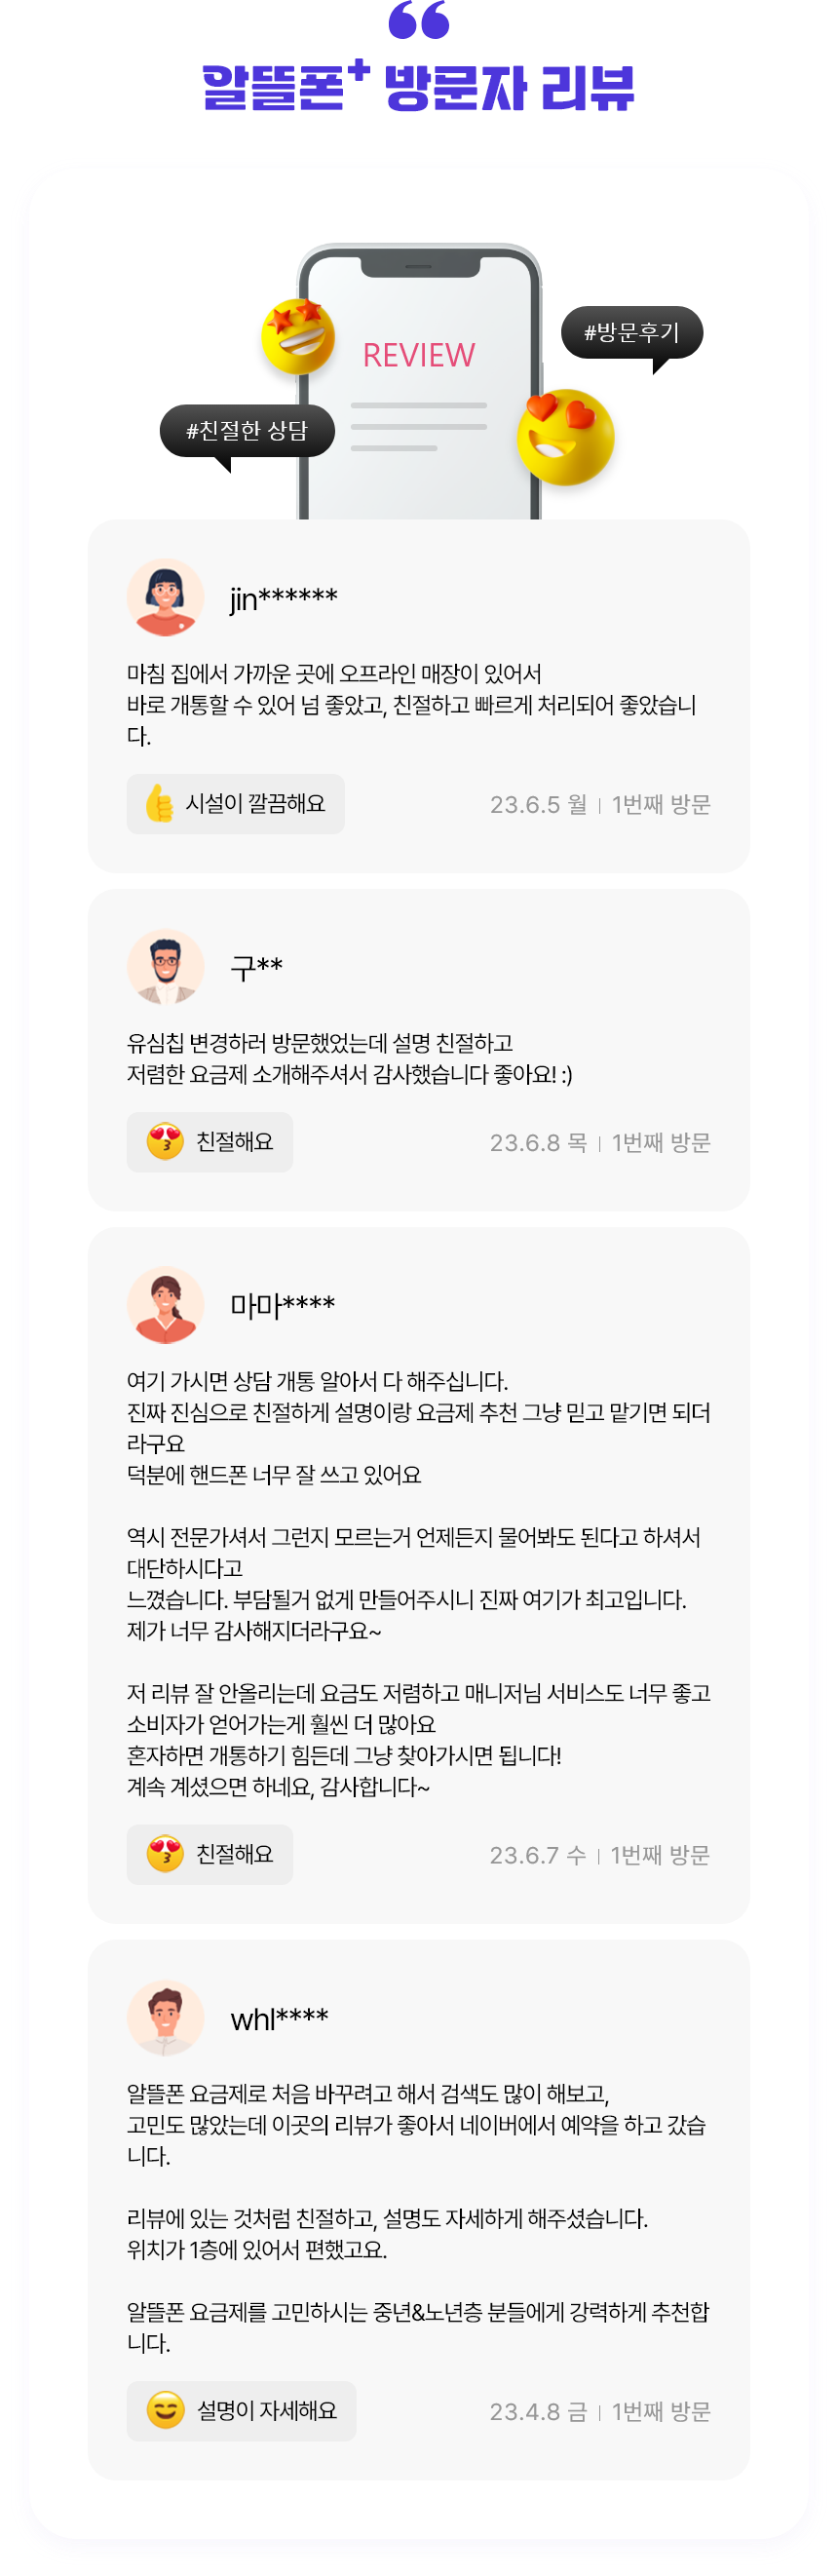 알뜰폰+ 방문자 리뷰
REVIEW
#방문후기
#친절한 상담
jin******
마침 집에서 가까운 곳에 오프라인 매장이 있어서
바로 개통할 수 있어 넘 좋았고, 친절하고 빠르게 처리되어 좋았습니
다.
시설이 깔끔해요
23.6.5 월 | 1번째 방문
구**
유심칩 변경하러 방문했었는데 설명 친절하고
저렴한 요금제 소개해주셔서 감사했습니다 좋아요! :)
친절해요
23.6.8 목 | 1번째 방문
마마****
여기 가시면 상담 개통 알아서 다 해주십니다.
진짜 진심으로 친절하게 설명이랑 요금제 추천 그냥 믿고 맡기면 되더
라구요
덕분에 핸드폰 너무 잘 쓰고 있어요
역시 전문가셔서 그런지 모르는거 언제든지 물어봐도 된다고 하셔서
대단하시다고
느꼈습니다. 부담될거 없게 만들어주시니 진짜 여기가 최고입니다.
제가 너무 감사해지더라구요~
저 리뷰 잘 안올리는데 요금도 저렴하고 매니저님 서비스도 너무 좋고
소비자가 얻어가는게 훨씬 더 많아요
혼자하면 개통하기 힘든데 그냥 찾아가시면 됩니다!
계속 계셨으면 하네요, 감사합니다~
친절해요
23.6.7 수 | 1번째 방문
whl****
알뜰폰 요금제로 처음 바꾸려고 해서 검색도 많이 해보고,
고민도 많았는데 이곳의 리뷰가 좋아서 네이버에서 예약을 하고 갔습
니다.
리뷰에 있는 것처럼 친절하고, 설명도 자세하게 해주셨습니다.
위치가 1층에 있어서 편했고요.
알뜰폰 요금제를 고민하시는 중년&노년층 분들에게 강력하게 추천합
니다.
설명이 자세해요
23.4.8 금 | 1번째 방문